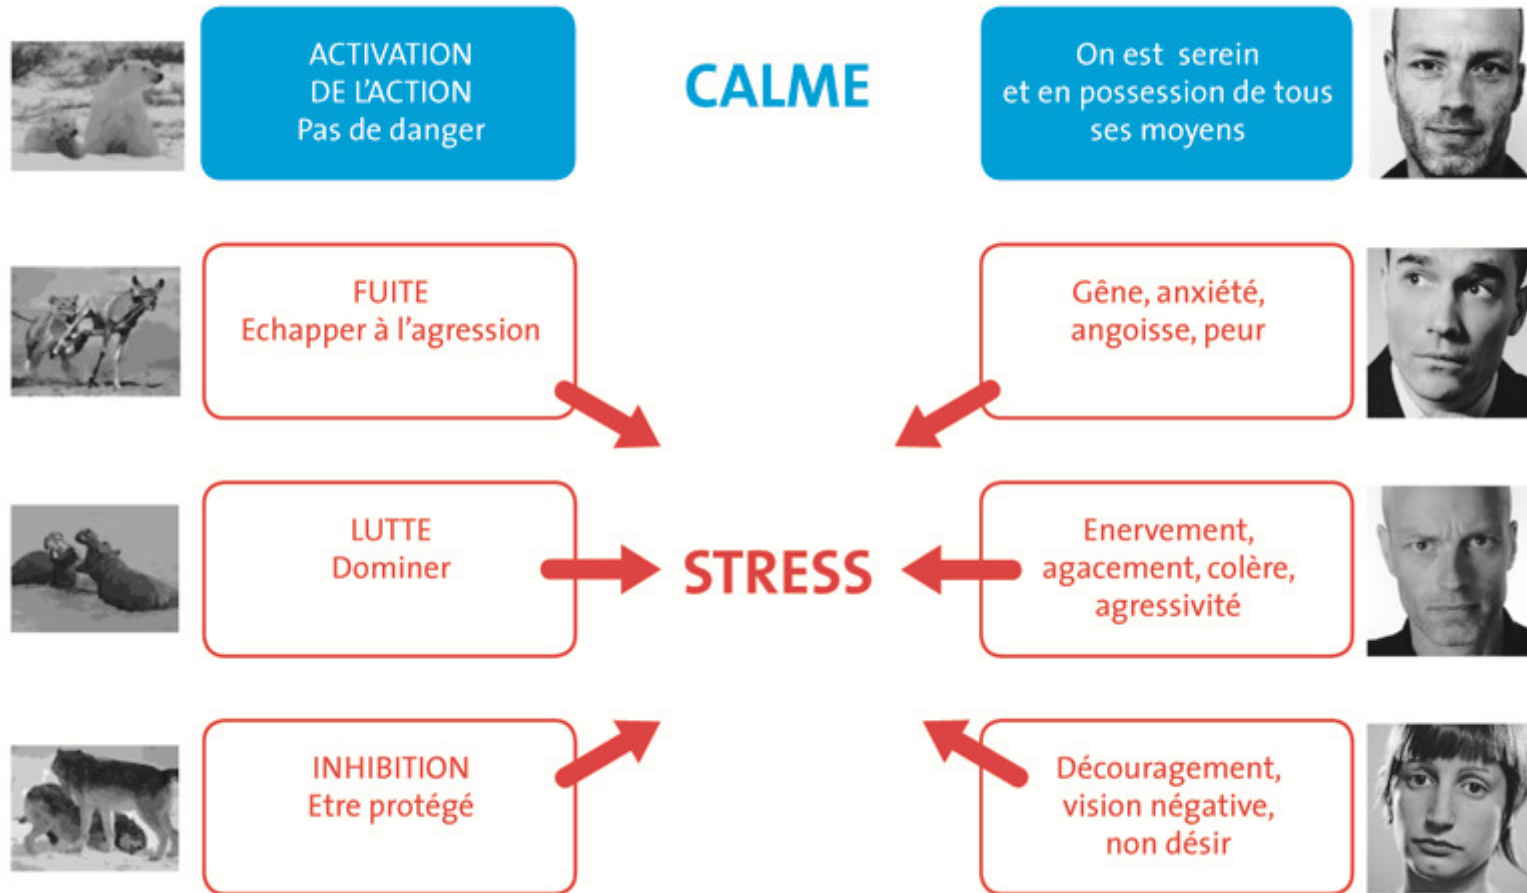 ACTIVATION
DE L'ACTION
Pas de danger
CALME
On est serein
et en possession de tous
ses moyens
FUITE
Echapper à l'agression
Gêne, anxiété,
angoisse, peur
LUTTE
Dominer
STRESS
Enervement,
agacement, colère,
agressivité
INHIBITION
Etre protégé
Découragement,
vision négative,
non désir